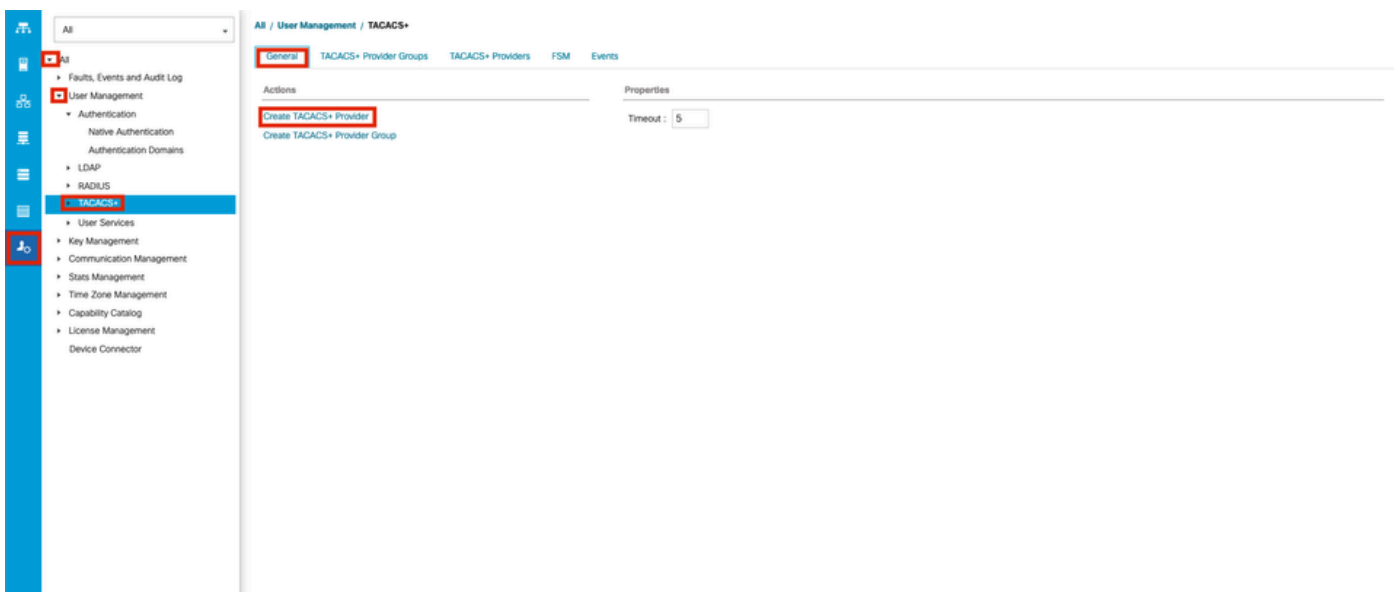 All
All
Faults, Events and Audit Log
User Management
Authentication
Native Authentication
Authentication Domains
LDAP
RADIUS
TACACS+
User Services
Key Management
Communication Management
Stats Management
Time Zone Management
Capability Catalog
License Management
Device Connector
All / User Management / TACACS+
General TACACS+ Provider Groups TACACS+ Providers FSM Events
Actions
Create TACACS+ Provider
Create TACACS+ Provider Group
Properties
Timeout : 5